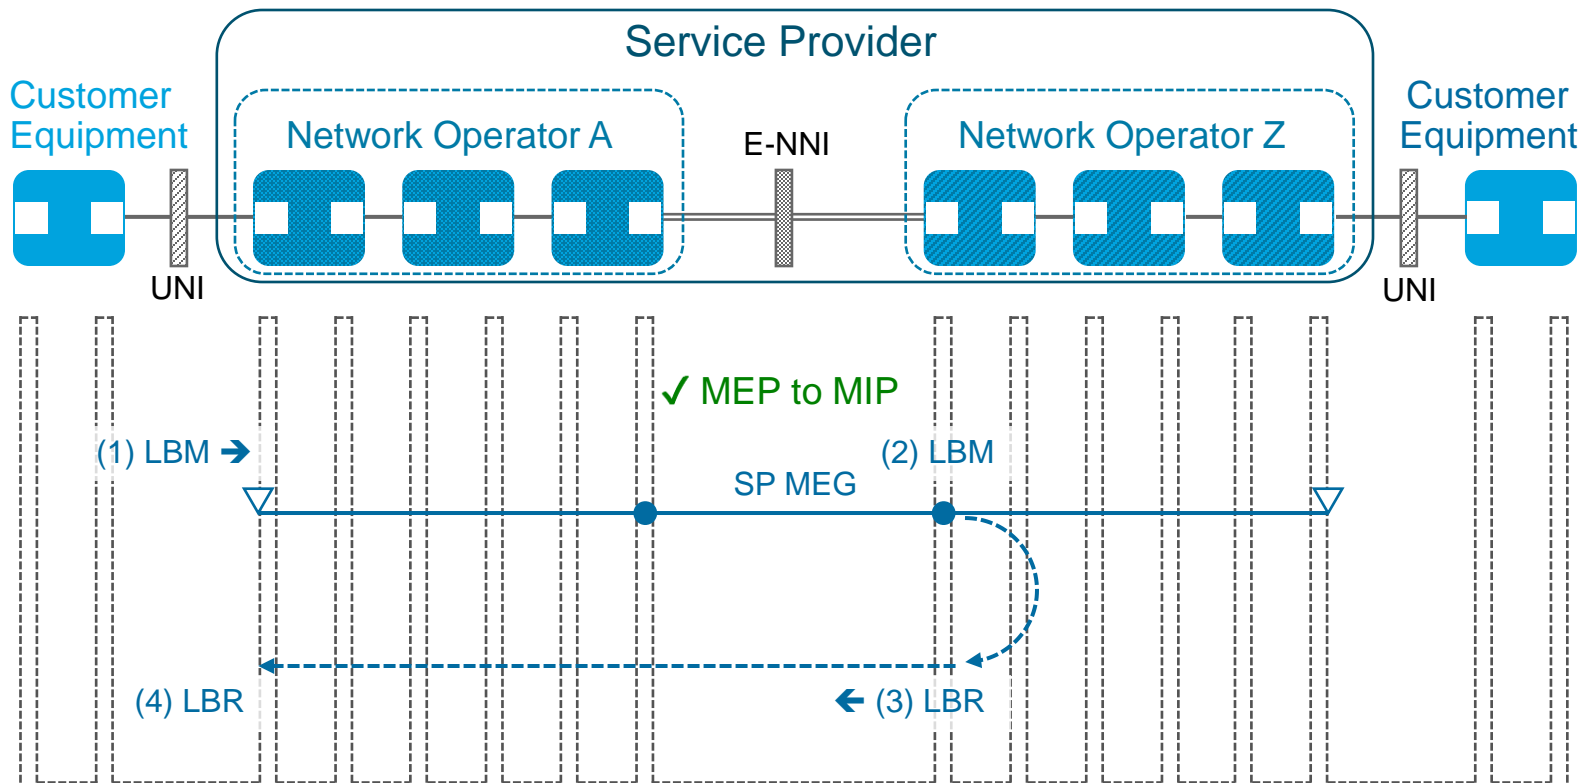 Service Provider
Customer
Equipment
Network Operator A
E-NNI
Network Operator Z
Customer
Equipment
UNI
UNI
✓ MEP to MIP
(1) LBM ➔
(2) LBM
SP MEG
(4) LBR
← (3) LBR